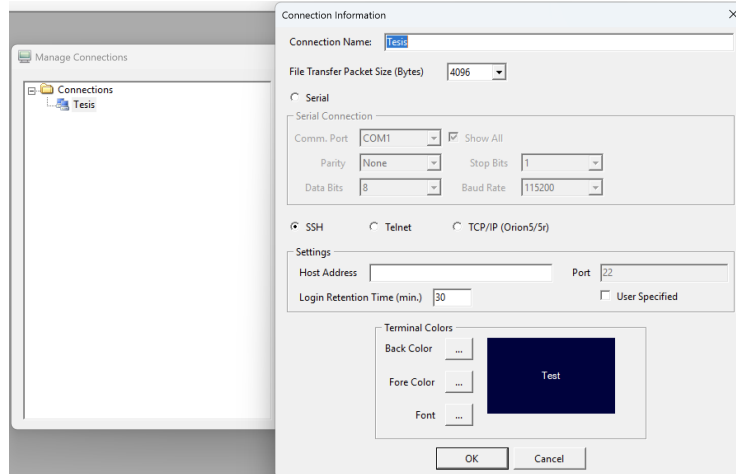 Connection Information
Connection Name: Tesis
Manage Connections
Connections
Tesis
File Transfer Packet Size (Bytes) 4096
Serial
Serial Connection
Comm. Port COM1 Show All
Parity None Stop Bits 1
Data Bits 8 Baud Rate 115200
SSH Telnet TCP/IP (Orion5/5r)
Settings
Host Address Port 22
Login Retention Time (min.) 30 User Specified
Terminal Colors
Back Color ...
Test
Fore Color ...
Font ...
OK Cancel